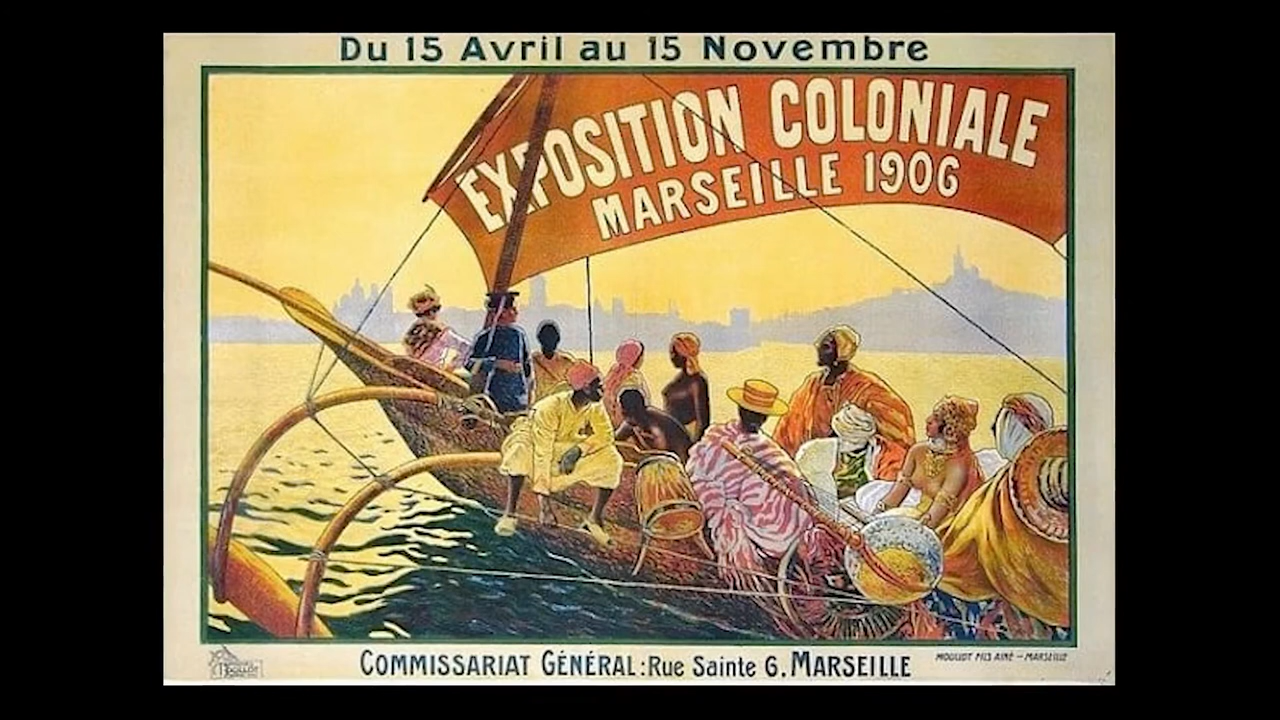 Du 15 Avril au 15 Novembre
EXPOSITION COLONIALE
MARSEILLE 1906
COMMISSARIAT GÉNÉRAL: Rue Sainte 6. MARSEILLE
MOULLOT FILS AINÉ – MARSEILLE